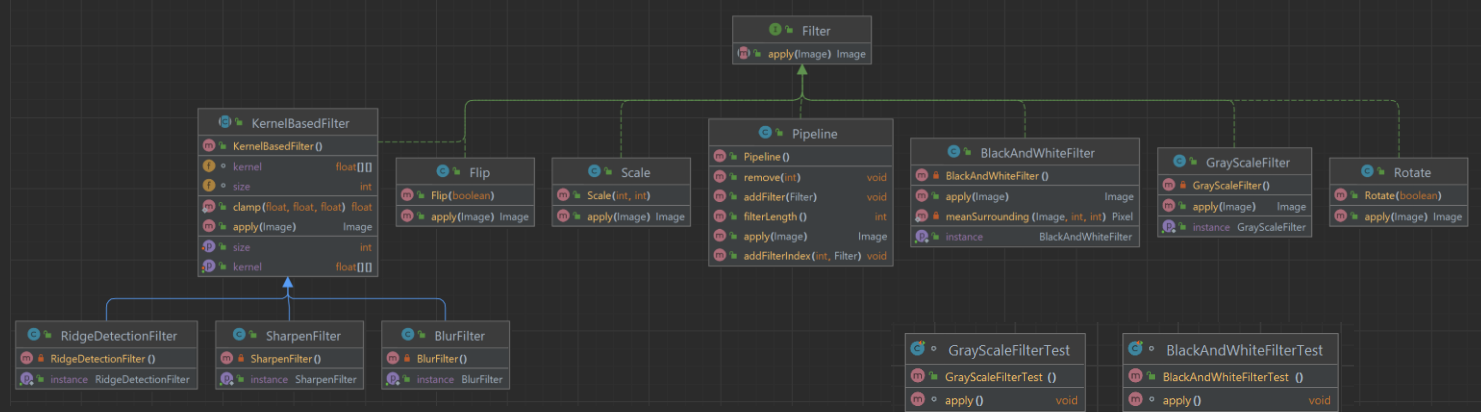 Filter
apply(Image) Image
KernelBasedFilter
KernelBasedFilter()
kernel float[][]
size int
clamp(float, float, float) float
apply(Image) Image
size int
kernel float[][]
Flip
Flip(boolean)
apply(Image) Image
Scale
Scale(int, int)
apply(Image) Image
Pipeline
Pipeline()
remove(int) void
addFilter(Filter) void
filterLength() int
apply(Image) Image
addFilterIndex(int, Filter) void
BlackAndWhiteFilter
BlackAndWhiteFilter()
apply(Image) Image
meanSurrounding(Image, int, int) Pixel
instance BlackAndWhiteFilter
GrayScaleFilter
GrayScaleFilter()
apply(Image) Image
instance GrayScaleFilter
Rotate
Rotate(boolean)
apply(Image) Image
RidgeDetectionFilter
RidgeDetectionFilter()
instance RidgeDetectionFilter
SharpenFilter
SharpenFilter()
instance SharpenFilter
BlurFilter
BlurFilter()
instance BlurFilter
GrayScaleFilterTest
GrayScaleFilterTest ()
apply() void
BlackAndWhiteFilterTest
BlackAndWhiteFilterTest ()
apply() void